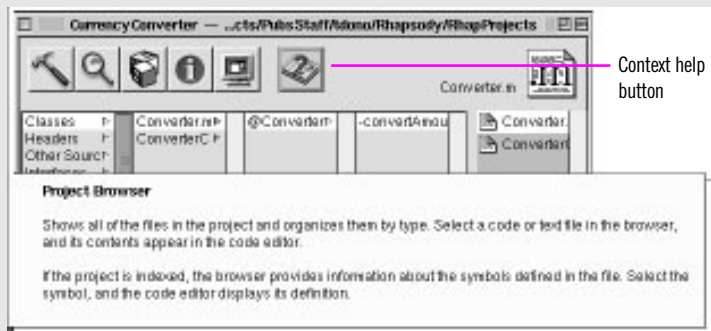 CurrencyConverter — ...cts/PubsStaff/tdono/Rhapsody/RhapProjects
Context help
button
Converter.m
Classes
Headers
Other Sourc
Interfaces
Converter.m
ConverterC
@Converter
-convertAmou
Converter.
Converter
Project Browser
Shows all of the files in the project and organizes them by type. Select a code or text file in the browser,
and its contents appear in the code editor.
If the project is indexed, the browser provides information about the symbols defined in the file. Select the
symbol, and the code editor displays its definition.